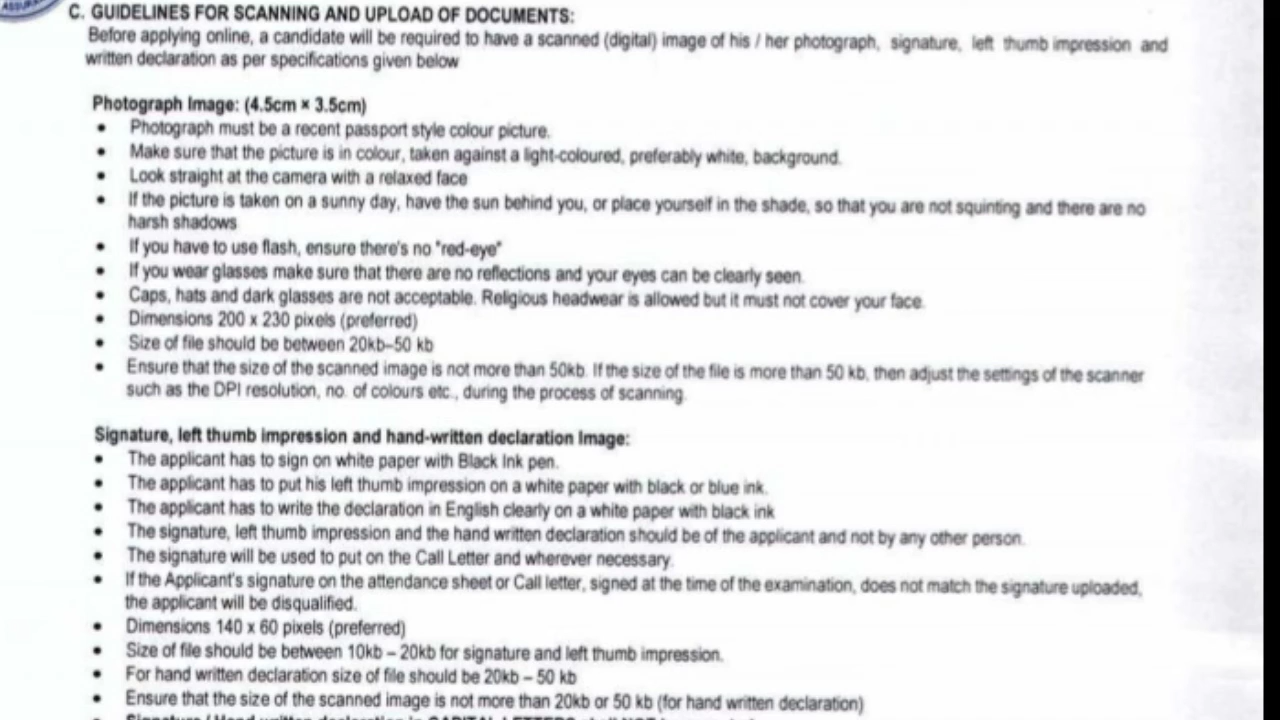 ASSURA
C. GUIDELINES FOR SCANNING AND UPLOAD OF DOCUMENTS:
Before applying online, a candidate will be required to have a scanned (digital) image of his / her photograph, signature, left thumb impression and
written declaration as per specifications given below
Photograph Image: (4.5cm × 3.5cm)
• Photograph must be a recent passport style colour picture.
• Make sure that the picture is in colour, taken against a light-coloured, preferably white, background.
• Look straight at the camera with a relaxed face
• If the picture is taken on a sunny day, have the sun behind you, or place yourself in the shade, so that you are not squinting and there are no
harsh shadows
• If you have to use flash, ensure there's no "red-eye"
• If you wear glasses make sure that there are no reflections and your eyes can be clearly seen.
• Caps, hats and dark glasses are not acceptable. Religious headwear is allowed but it must not cover your face.
• Dimensions 200 x 230 pixels (preferred)
• Size of file should be between 20kb–50 kb
• Ensure that the size of the scanned image is not more than 50kb. If the size of the file is more than 50 kb, then adjust the settings of the scanner
such as the DPI resolution, no. of colours etc., during the process of scanning.
Signature, left thumb impression and hand-written declaration Image:
• The applicant has to sign on white paper with Black Ink pen.
• The applicant has to put his left thumb impression on a white paper with black or blue ink.
• The applicant has to write the declaration in English clearly on a white paper with black ink
• The signature, left thumb impression and the hand written declaration should be of the applicant and not by any other person.
• The signature will be used to put on the Call Letter and wherever necessary.
• If the Applicant's signature on the attendance sheet or Call letter, signed at the time of the examination, does not match the signature uploaded,
the applicant will be disqualified.
• Dimensions 140 x 60 pixels (preferred)
• Size of file should be between 10kb – 20kb for signature and left thumb impression.
• For hand written declaration size of file should be 20kb – 50 kb
• Ensure that the size of the scanned image is not more than 20kb or 50 kb (for hand written declaration)